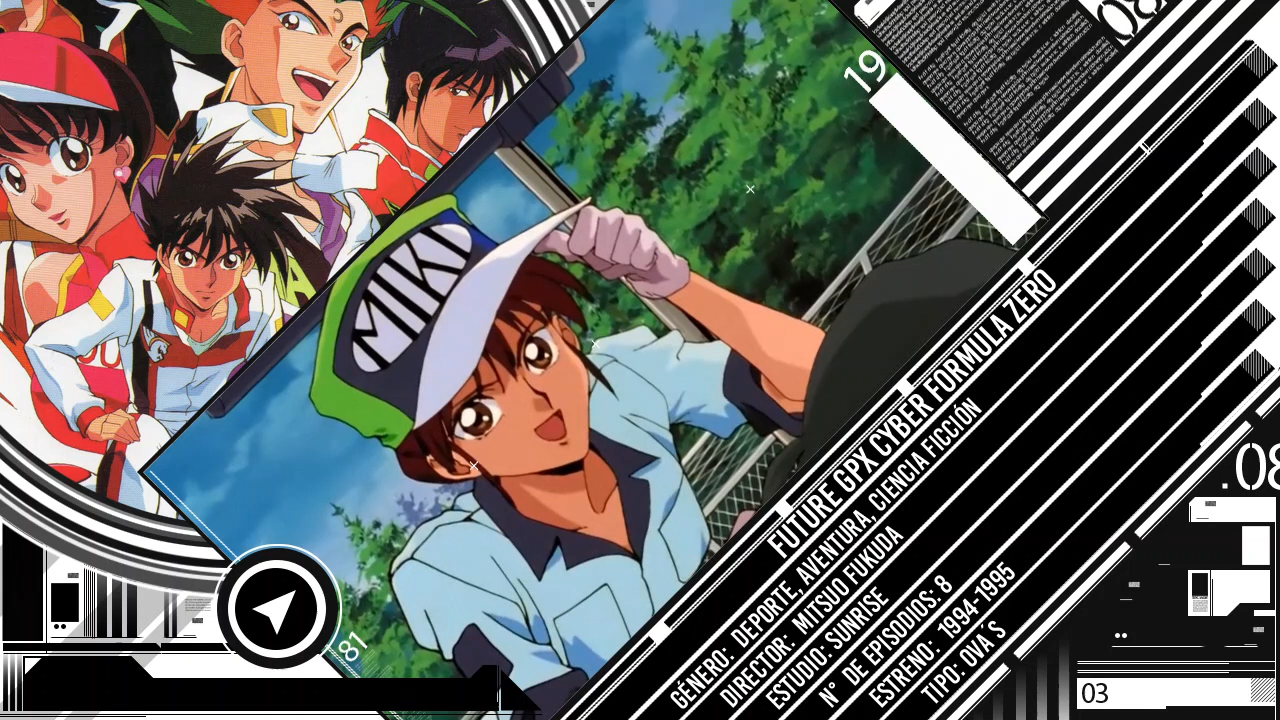 19
08
MIKI
FUTURE GPX CYBER FORMULA ZERO
GÉNERO: DEPORTE, AVENTURA, CIENCIA FICCIÓN
DIRECTOR: MITSUO FUKUDA
ESTUDIO: SUNRISE
N° DE EPISODIOS: 8
ESTRENO: 1994-1995
TIPO: OVA S
.08
81
03